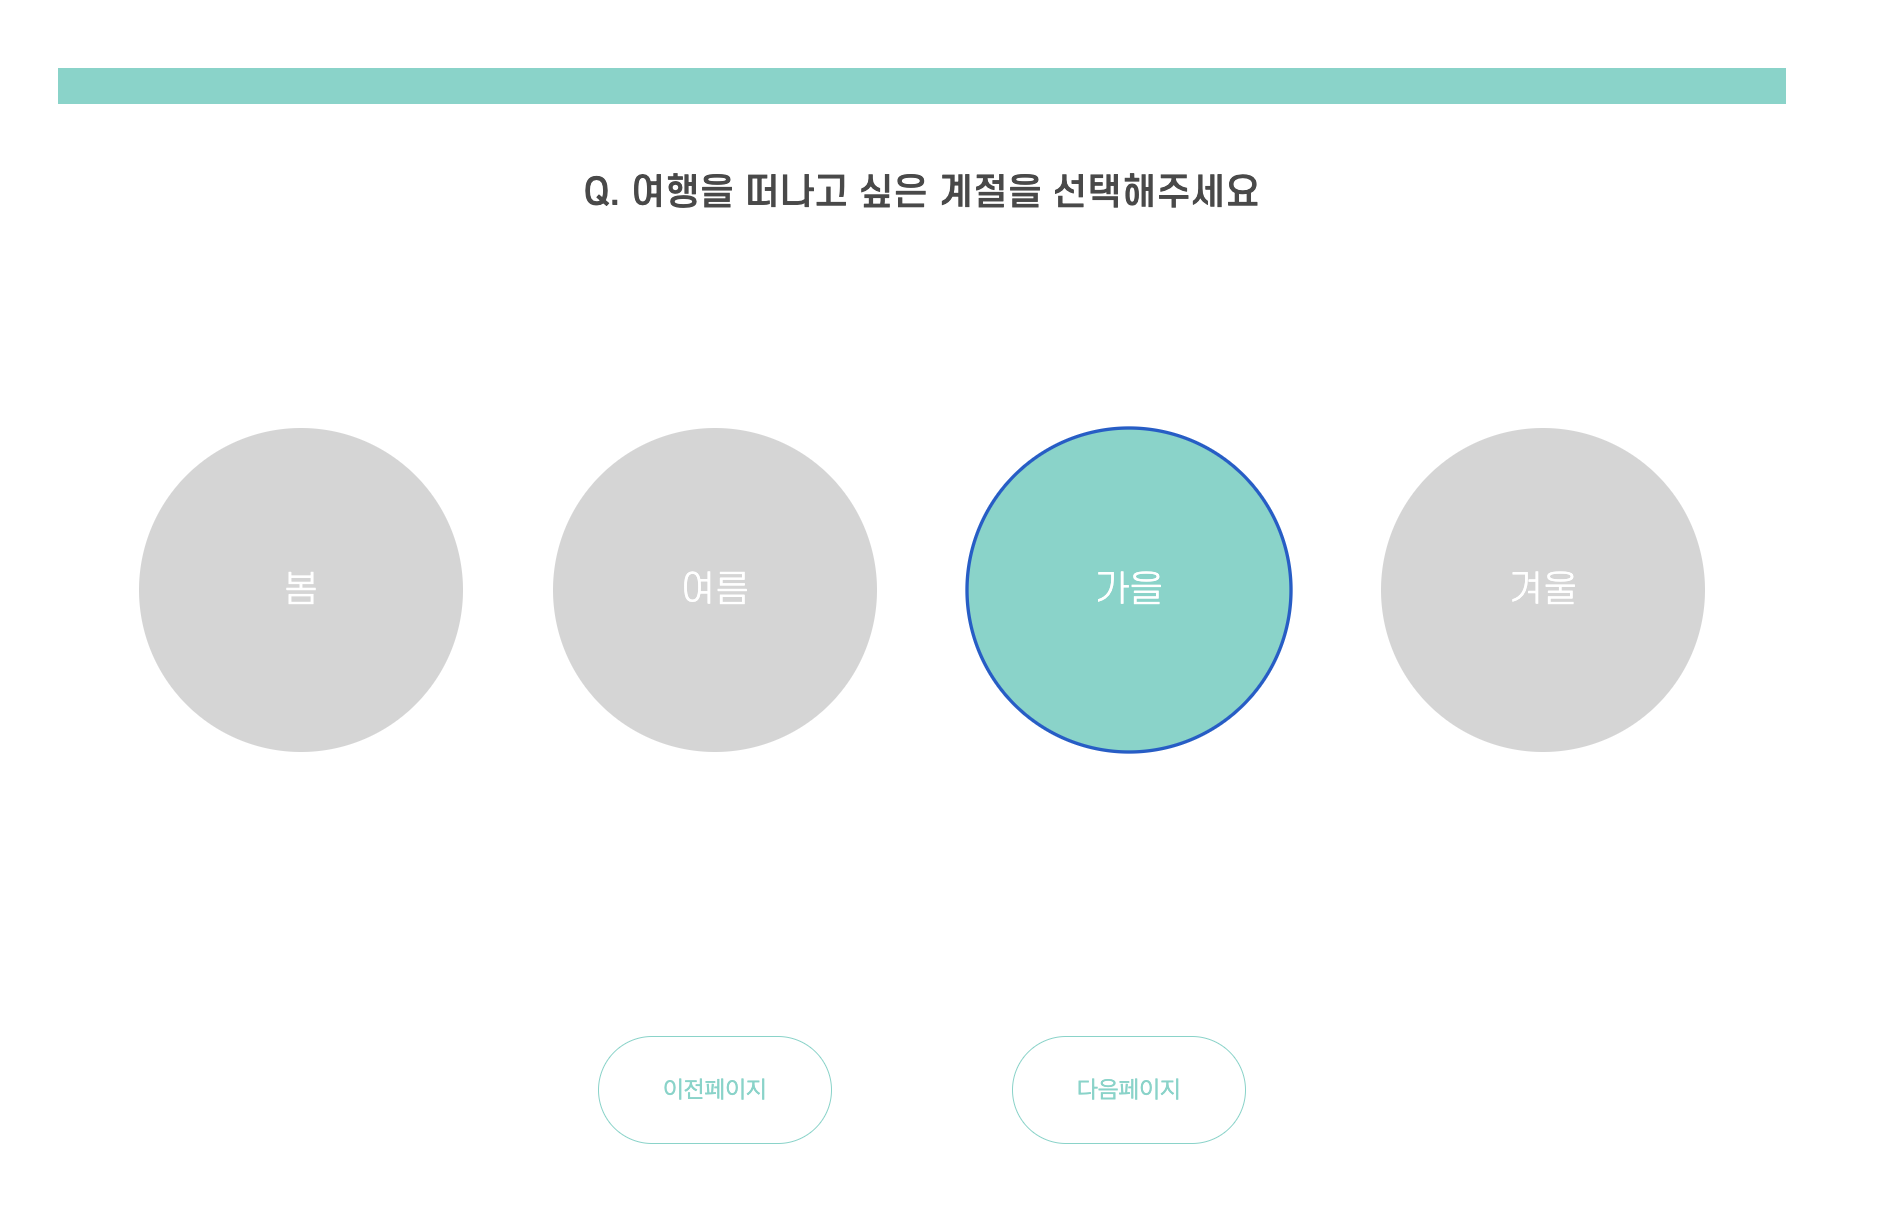 Q. 여행을 떠나고 싶은 계절을 선택해주세요
봄
여름
가을
겨울
이전페이지
다음페이지